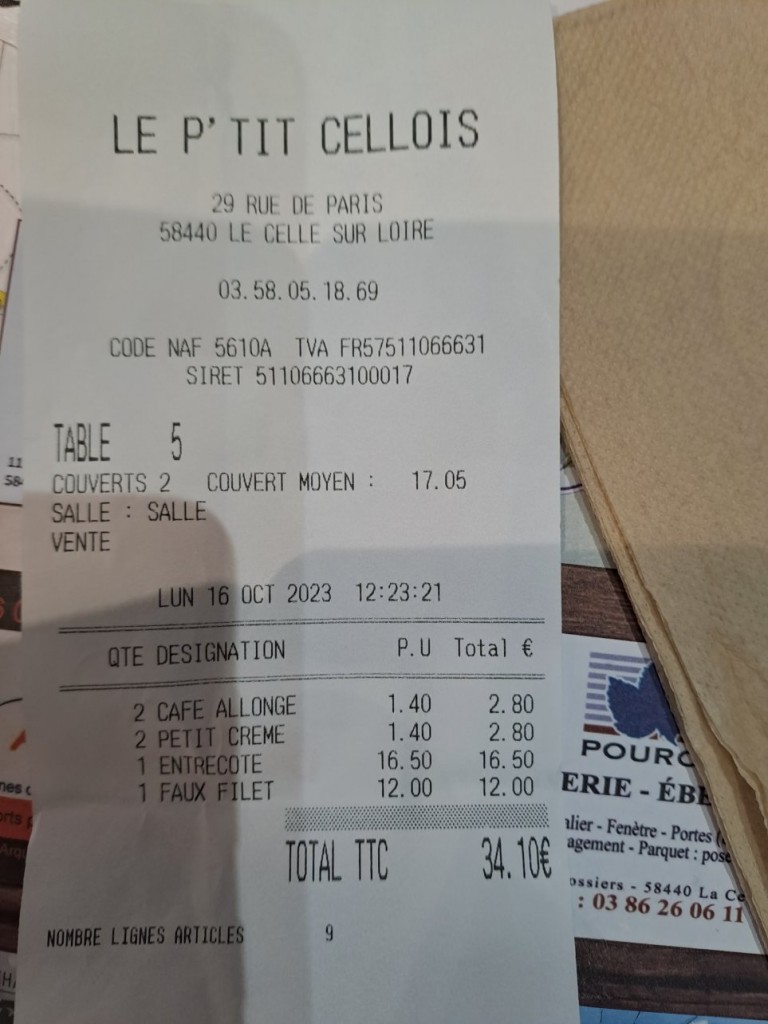 LE P'TIT CELLOIS
29 RUE DE PARIS
58440 LE CELLE SUR LOIRE
03.58.05.18.69
CODE NAF 5610A TVA FR57511066631
SIRET 51106663100017
TABLE 5
COUVERTS 2 COUVERT MOYEN : 17.05
SALLE : SALLE
VENTE
LUN 16 OCT 2023 12:23:21
QTE DESIGNATION P.U Total €
2 CAFE ALLONGE 1.40 2.80
2 PETIT CREME 1.40 2.80
1 ENTRECOTE 16.50 16.50
1 FAUX FILET 12.00 12.00
TOTAL TTC 34.10€
NOMBRE LIGNES ARTICLES 9
POURC
ERIE - ÉBE
alier - Fenêtre - Portes (
agement - Parquet : pose
ossiers - 58440 La Ce
: 03 86 26 06 11